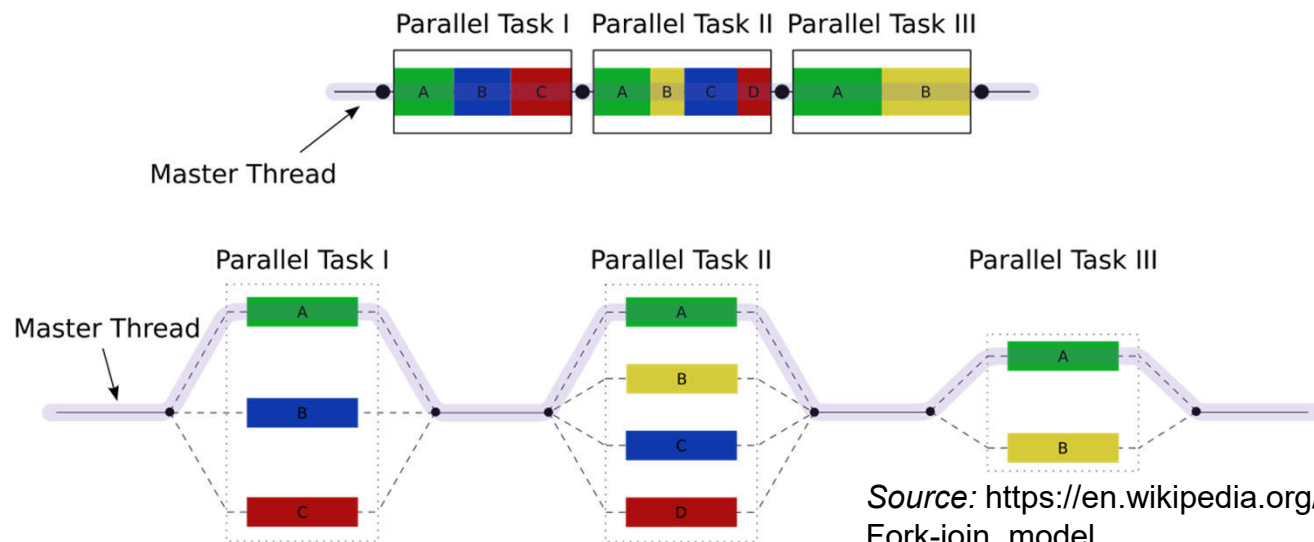 Parallel Task I Parallel Task II Parallel Task III
A B C A B C D A B
Master Thread
Parallel Task I Parallel Task II Parallel Task III
A A
Master Thread
B A
B C
B
C D
Source: https://en.wikipedia.org/
Fork-join_model